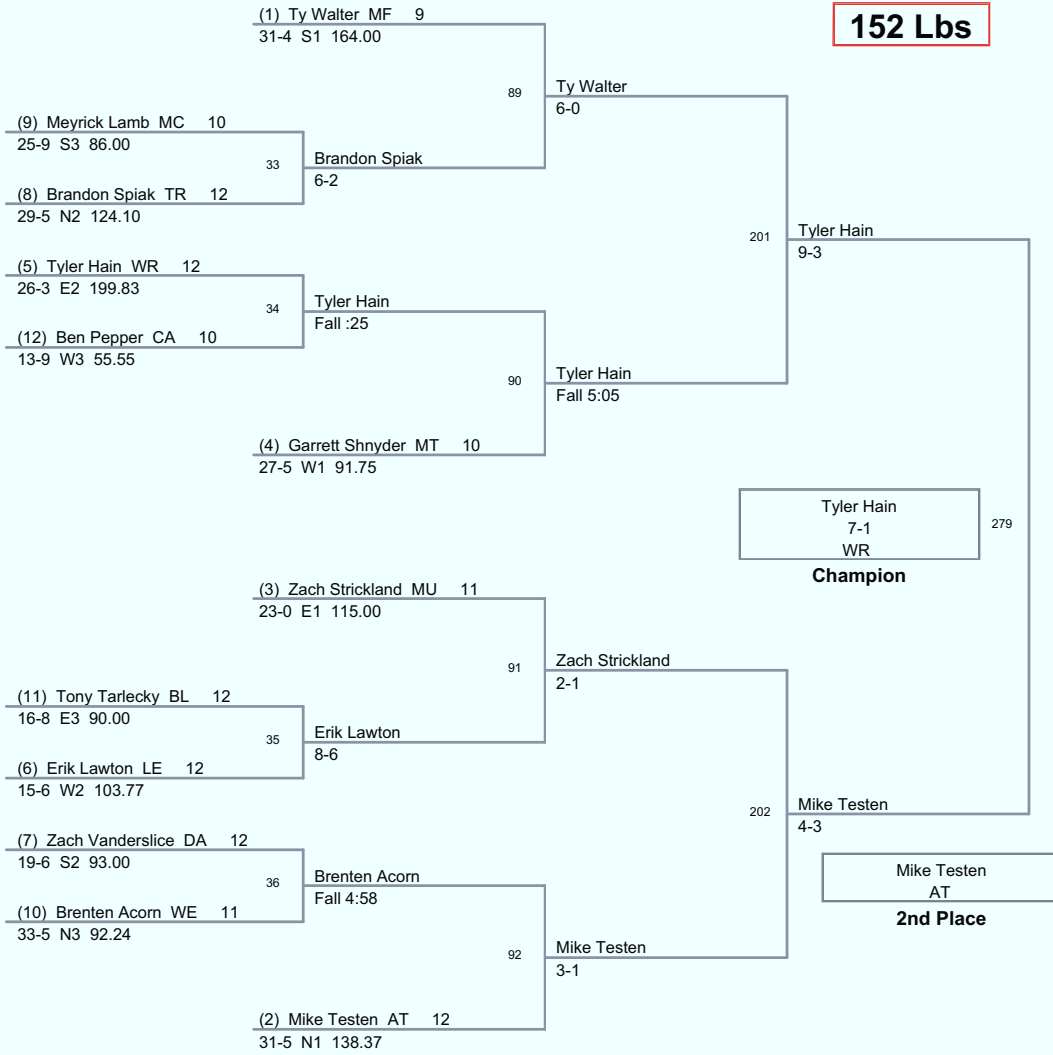 152 Lbs
(1) Ty Walter MF 9
31-4 S1 164.00
89
Ty Walter
6-0
(9) Meyrick Lamb MC 10
25-9 S3 86.00
33
Brandon Spiak
6-2
(8) Brandon Spiak TR 12
29-5 N2 124.10
201
Tyler Hain
9-3
(5) Tyler Hain WR 12
26-3 E2 199.83
34
Tyler Hain
Fall :25
(12) Ben Pepper CA 10
13-9 W3 55.55
90
Tyler Hain
Fall 5:05
(4) Garrett Shnyder MT 10
27-5 W1 91.75
Tyler Hain
7-1
WR
279
Champion
(3) Zach Strickland MU 11
23-0 E1 115.00
91
Zach Strickland
2-1
(11) Tony Tarlecky BL 12
16-8 E3 90.00
35
Erik Lawton
8-6
(6) Erik Lawton LE 12
15-6 W2 103.77
202
Mike Testen
4-3
(7) Zach Vanderslice DA 12
19-6 S2 93.00
36
Brenten Acorn
Fall 4:58
(10) Brenten Acorn WE 11
33-5 N3 92.24
Mike Testen
AT
2nd Place
92
Mike Testen
3-1
(2) Mike Testen AT 12
31-5 N1 138.37